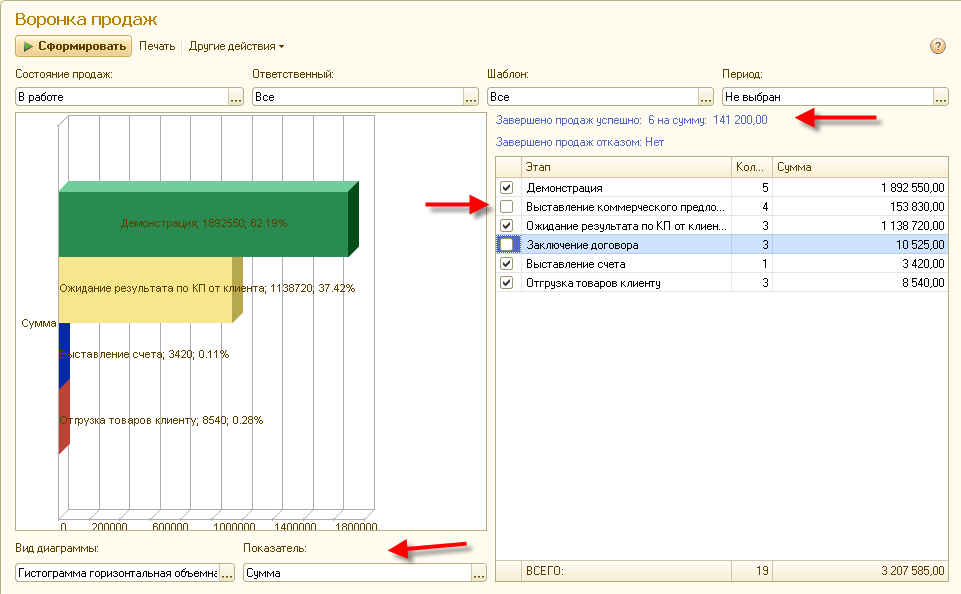 Воронка продаж
Сформировать Печать Другие действия
Состояние продаж: Ответственный: Шаблон: Период:
В работе ... Все ... Все ... Не выбран ...
Завершено продаж успешно: 6 на сумму: 141 200,00
Завершено продаж отказом: Нет
Этап Кол... Сумма
Демонстрация 5 1 892 550,00
Выставление коммерческого предло... 4 153 830,00
Ожидание результата по КП от клиен... 3 1 138 720,00
Заключение договора 3 10 525,00
Выставление счета 1 3 420,00
Отгрузка товаров клиенту 3 8 540,00
ВСЕГО: 19 3 207 585,00
Демонстрация; 1892550; 62.19%
Ожидание результата по КП от клиента; 1138720; 37.42%
Сумма
Выставление счета; 3420; 0.11%
Отгрузка товаров клиенту; 8540; 0.28%
0 200000 600000 1000000 1400000 1800000
Вид диаграммы: Показатель:
Гистограмма горизонтальная объемна ... Сумма ...